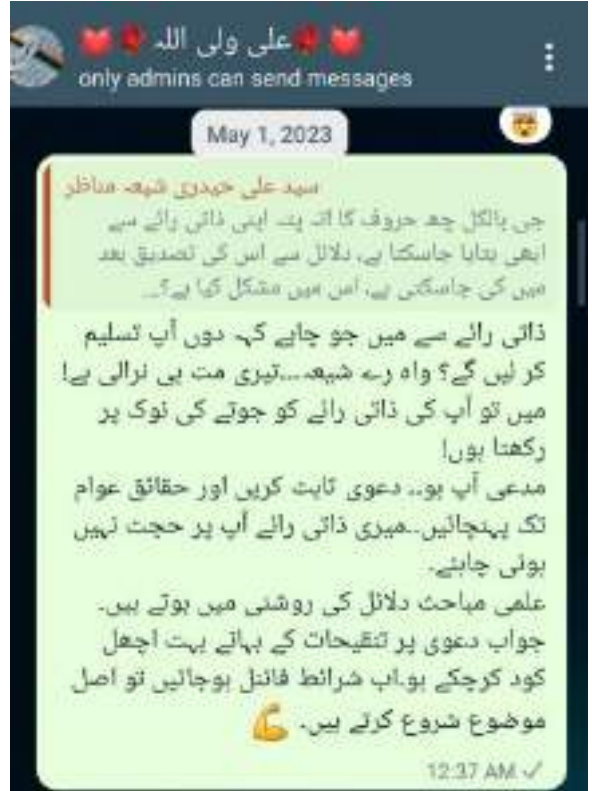 ❤️🌹علی ولی اللہ🌹❤️
only admins can send messages
May 1, 2023
سید علی حیدری شیعہ مناظر
جی بالکل چھ حروف کا اتہ پتہ اپنی ذاتی رائے سے
ابھی بتایا جاسکتا ہے، دلائل سے اس کی تصدیق بعد
میں کی جاسکتی ہے، اس میں مشکل کیا ہے؟...
ذاتی رائے سے میں جو چاہے کہہ دوں آپ تسلیم
کر لیں گے؟ واہ رے شیعہ...تیری مت ہی نرالی ہے!
میں تو آپ کی ذاتی رائے کو جوتے کی نوک پر
رکھتا ہوں!
مدعی آپ ہو.. دعوی ثابت کریں اور حقائق عوام
تک پہنچائیں..میری ذاتی رائے آپ پر حجت نہیں
ہونی چاہئے۔
علمی مباحث دلائل کی روشنی میں ہوتے ہیں۔
جواب دعوی پر تنقیحات کے بہانے بہت اچھل
کود کرچکے ہو۔اب شرائط فائنل ہوجائیں تو اصل
موضوع شروع کرتے ہیں۔ 💪
12:37 AM ✓